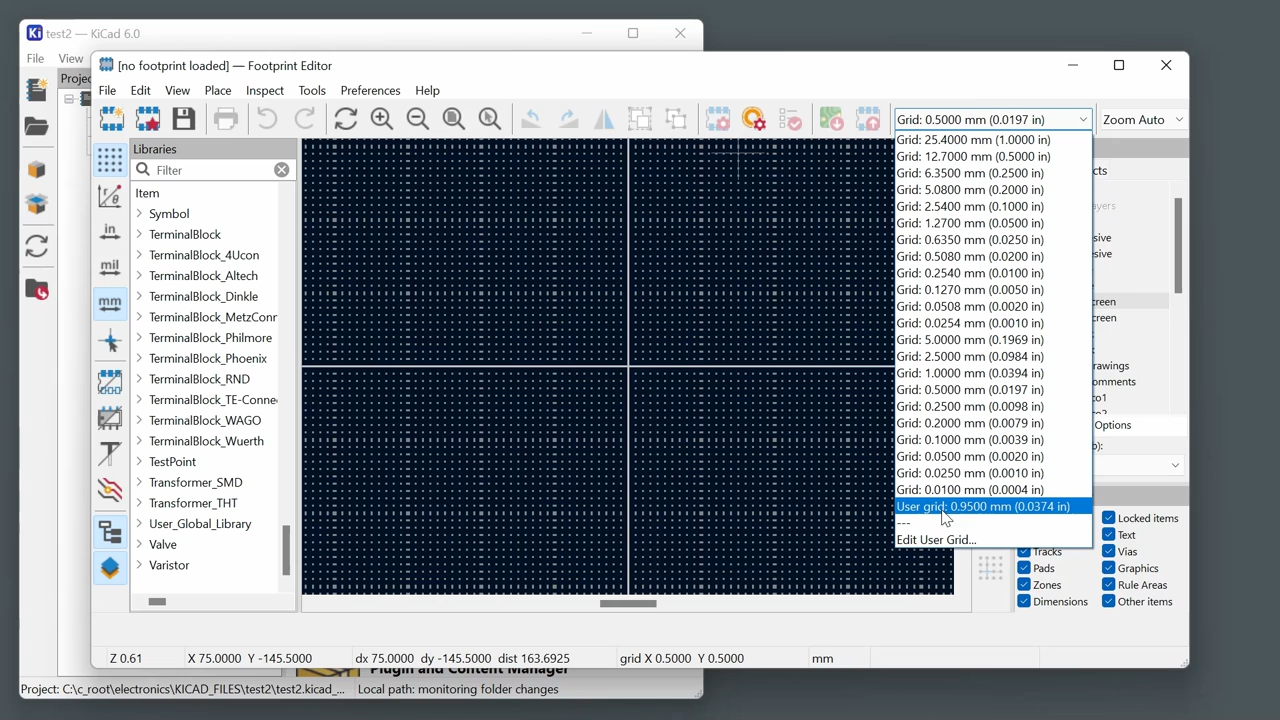 test2 — KiCad 6.0
File View
Projec
[no footprint loaded] — Footprint Editor
File Edit View Place Inspect Tools Preferences Help
Grid: 0.5000 mm (0.0197 in)
Zoom Auto
Libraries
Filter
Item
Symbol
TerminalBlock
TerminalBlock_4Ucon
TerminalBlock_Altech
TerminalBlock_Dinkle
TerminalBlock_MetzConr
TerminalBlock_Philmore
TerminalBlock_Phoenix
TerminalBlock_RND
TerminalBlock_TE-Connec
TerminalBlock_WAGO
TerminalBlock_Wuerth
TestPoint
Transformer_SMD
Transformer_THT
User_Global_Library
Valve
Varistor
in
mil
mm
Grid: 25.4000 mm (1.0000 in)
Grid: 12.7000 mm (0.5000 in)
Grid: 6.3500 mm (0.2500 in)
Grid: 5.0800 mm (0.2000 in)
Grid: 2.5400 mm (0.1000 in)
Grid: 1.2700 mm (0.0500 in)
Grid: 0.6350 mm (0.0250 in)
Grid: 0.5080 mm (0.0200 in)
Grid: 0.2540 mm (0.0100 in)
Grid: 0.1270 mm (0.0050 in)
Grid: 0.0508 mm (0.0020 in)
Grid: 0.0254 mm (0.0010 in)
Grid: 5.0000 mm (0.1969 in)
Grid: 2.5000 mm (0.0984 in)
Grid: 1.0000 mm (0.0394 in)
Grid: 0.5000 mm (0.0197 in)
Grid: 0.2500 mm (0.0098 in)
Grid: 0.2000 mm (0.0079 in)
Grid: 0.1000 mm (0.0039 in)
Grid: 0.0500 mm (0.0020 in)
Grid: 0.0250 mm (0.0010 in)
Grid: 0.0100 mm (0.0004 in)
User grid: 0.9500 mm (0.0374 in)
---
Edit User Grid...
cts
ayers
sive
sive
creen
creen
rawings
omments
co1
co2
Options
b):
Locked items
Text
Tracks Vias
Pads Graphics
Zones Rule Areas
Dimensions Other items
Z 0.61 X 75.0000 Y -145.5000 dx 75.0000 dy -145.5000 dist 163.6925 grid X 0.5000 Y 0.5000 mm
Plugin and Content Manager
Project: C:\c_root\electronics\KICAD_FILES\test2\test2.kicad_... Local path: monitoring folder changes